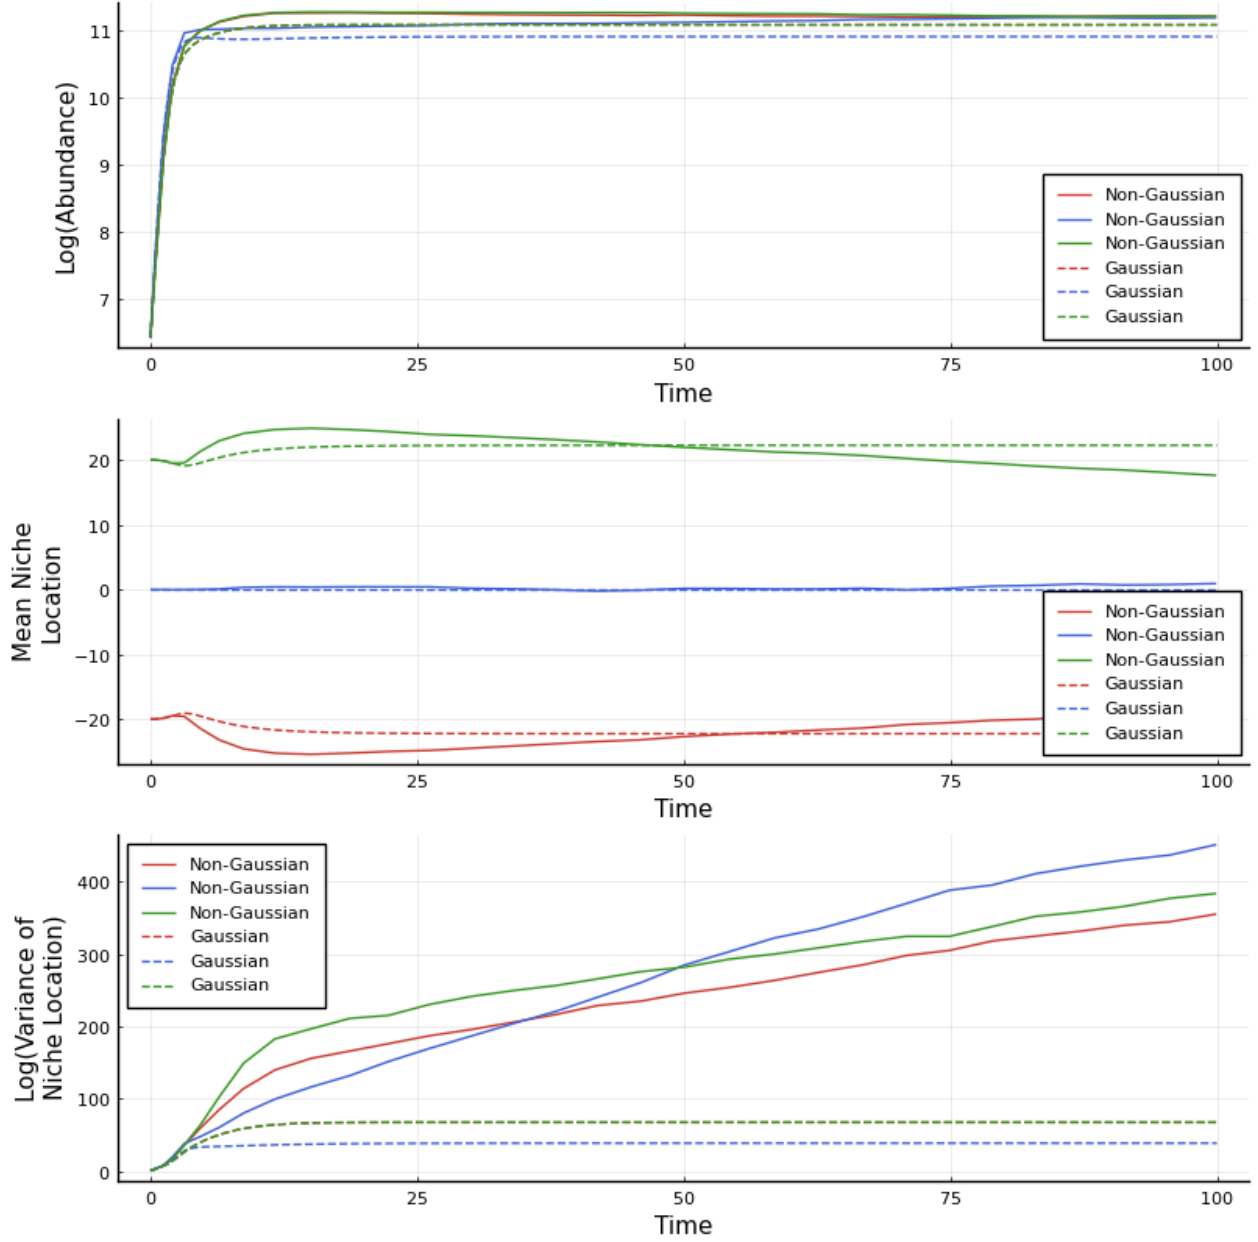 11
10
9
8
7
Log(Abundance)
Non-Gaussian
Non-Gaussian
Non-Gaussian
Gaussian
Gaussian
Gaussian
0 25 50 75 100
Time
20
10
0
−10
−20
Mean Niche
Location
Non-Gaussian
Non-Gaussian
Non-Gaussian
Gaussian
Gaussian
Gaussian
0 25 50 75 100
Time
400
300
200
100
0
Log(Variance of
Niche Location)
Non-Gaussian
Non-Gaussian
Non-Gaussian
Gaussian
Gaussian
Gaussian
0 25 50 75 100
Time